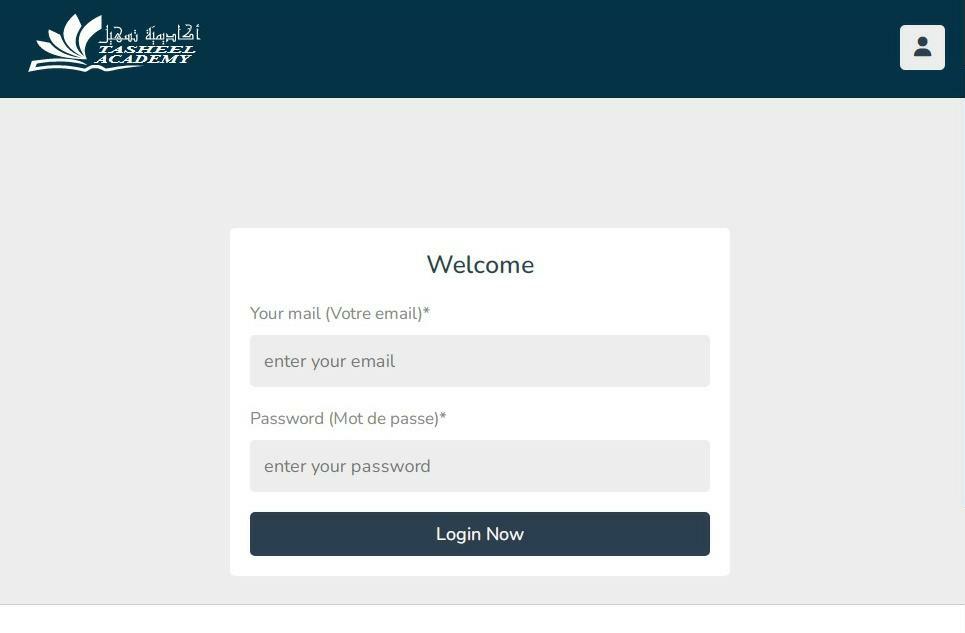 أكاديمية تسهيل
TASHEEL
ACADEMY
Welcome
Your mail (Votre email)*
enter your email
Password (Mot de passe)*
enter your password
Login Now